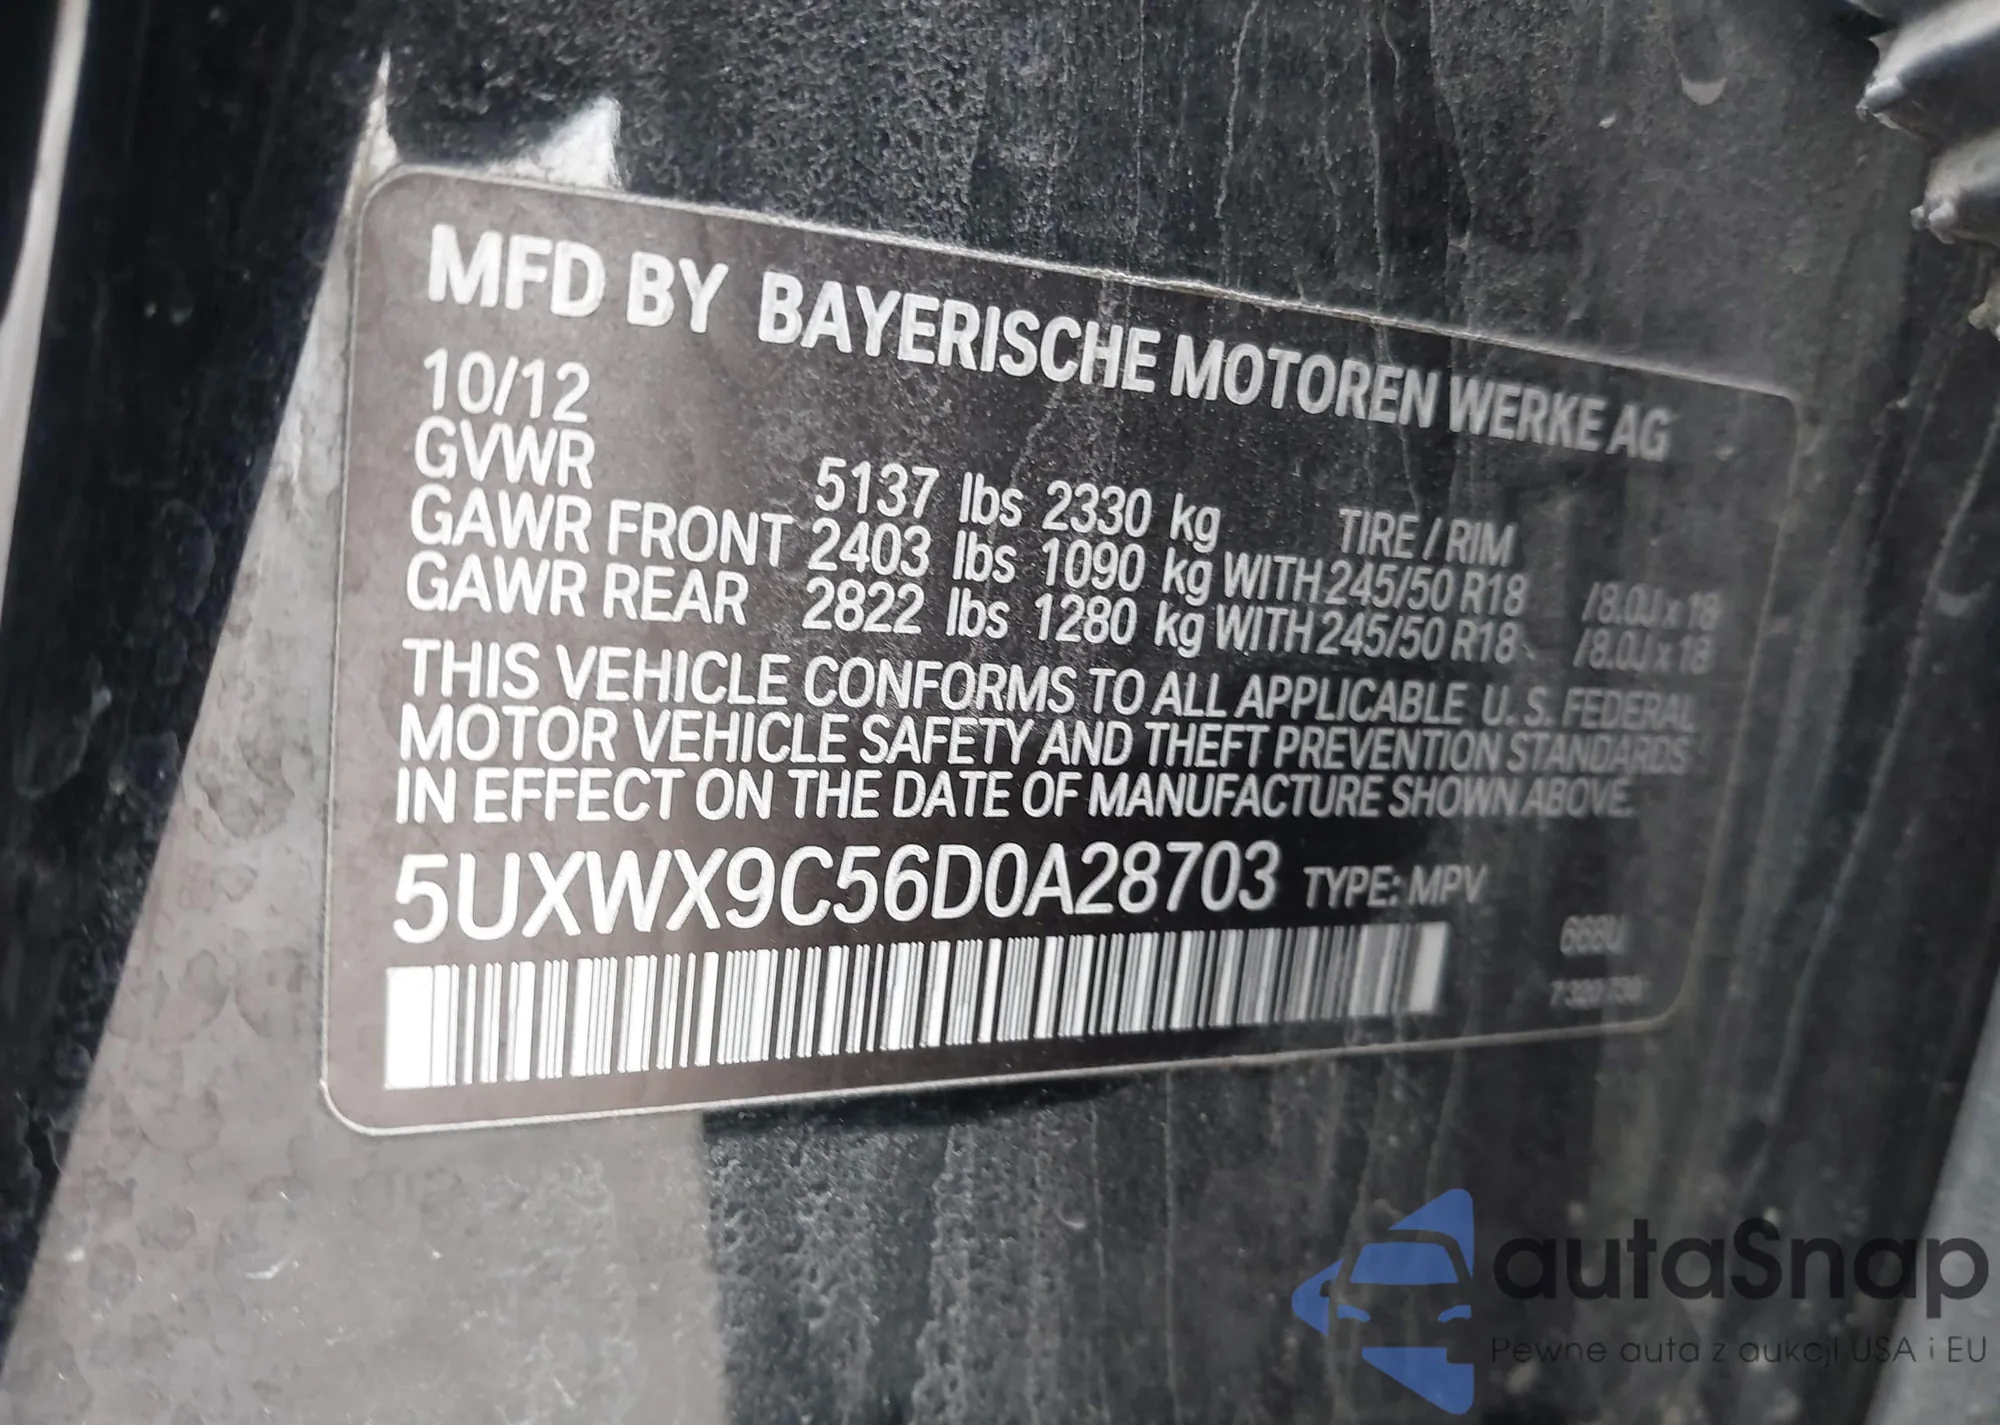 MFD BY BAYERISCHE MOTOREN WERKE AG
10/12
GVWR 5137 lbs 2330 kg TIRE / RIM
GAWR FRONT 2403 lbs 1090 kg WITH 245/50 R18 /8.0J x 18
GAWR REAR 2822 lbs 1280 kg WITH 245/50 R18 /8.0J x 18
THIS VEHICLE CONFORMS TO ALL APPLICABLE U. S. FEDERAL
MOTOR VEHICLE SAFETY AND THEFT PREVENTION STANDARDS
IN EFFECT ON THE DATE OF MANUFACTURE SHOWN ABOVE.
5UXWX9C56D0A28703 TYPE: MPV
668U
autaSnap
Pewne auta z aukcji USA i EU